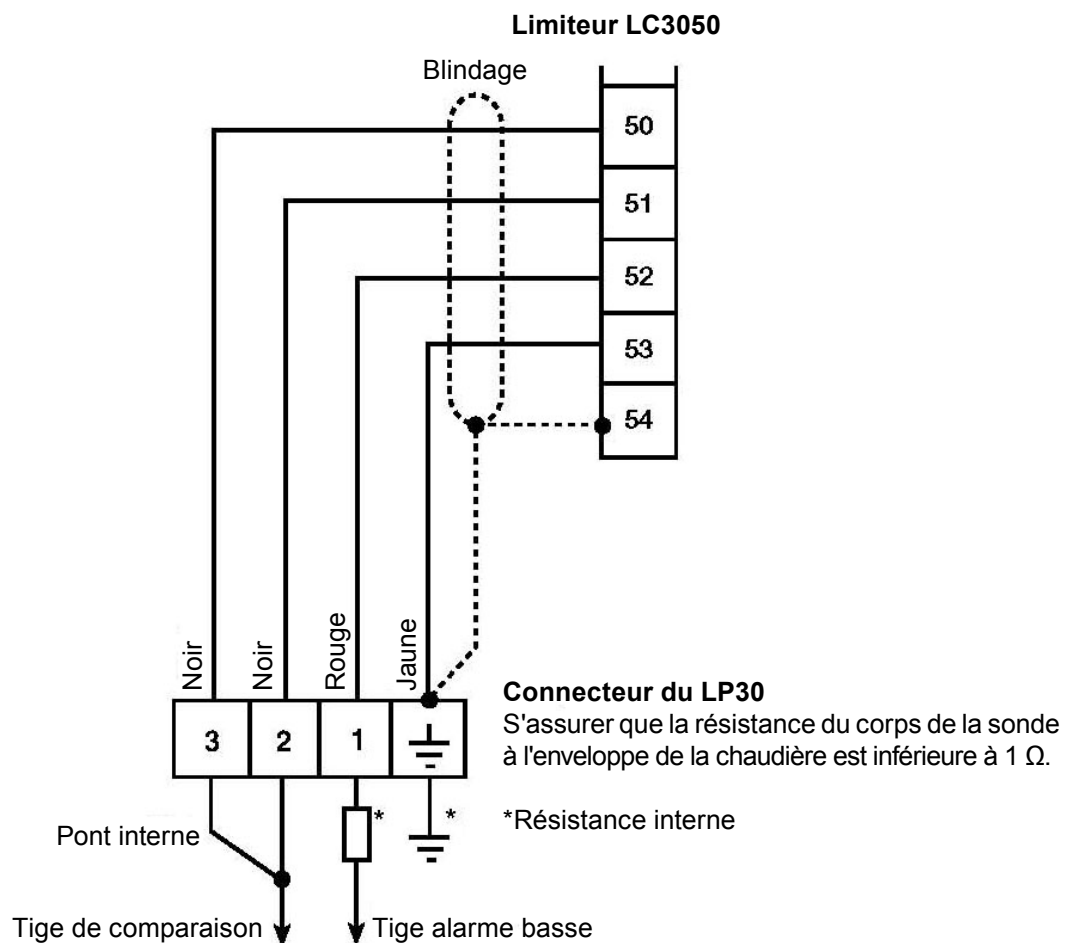 Limiteur LC3050
Blindage
50
51
52
53
54
Noir
Noir
Rouge
Jaune
3
2
1
Connecteur du LP30
S'assurer que la résistance du corps de la sonde
à l'enveloppe de la chaudière est inférieure à 1 Ω.
*
*
*Résistance interne
Pont interne
Tige de comparaison
Tige alarme basse